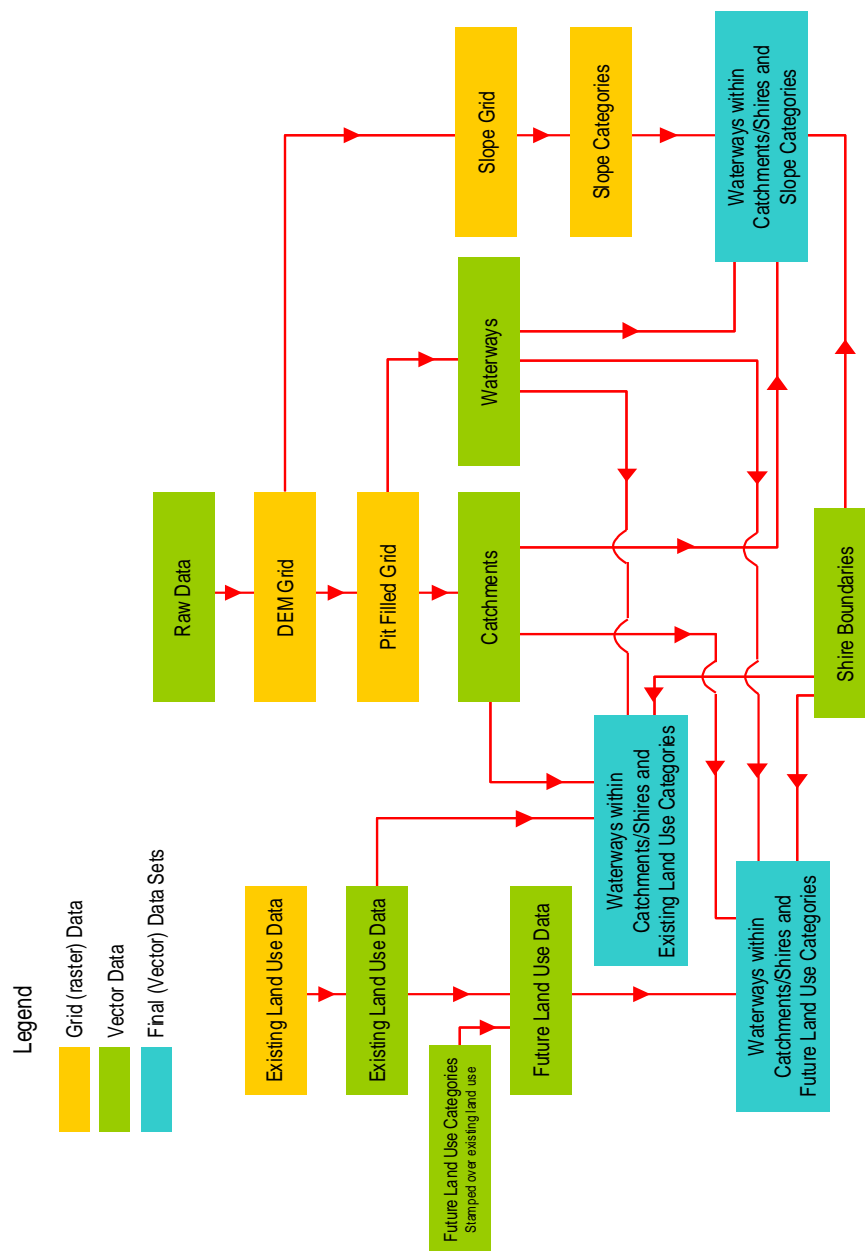 Legend
Grid (raster) Data
Vector Data
Final (Vector) Data Sets
Raw Data
DEM Grid
Pit Filled Grid
Catchments
Waterways
Slope Grid
Slope Categories
Existing Land Use Data
Existing Land Use Data
Future Land Use Categories
Stamped over existing land use
Future Land Use Data
Waterways within
Catchments/Shires and
Existing Land Use Categories
Waterways within
Catchments/Shires and
Slope Categories
Waterways within
Catchments/Shires and
Future Land Use Categories
Shire Boundaries